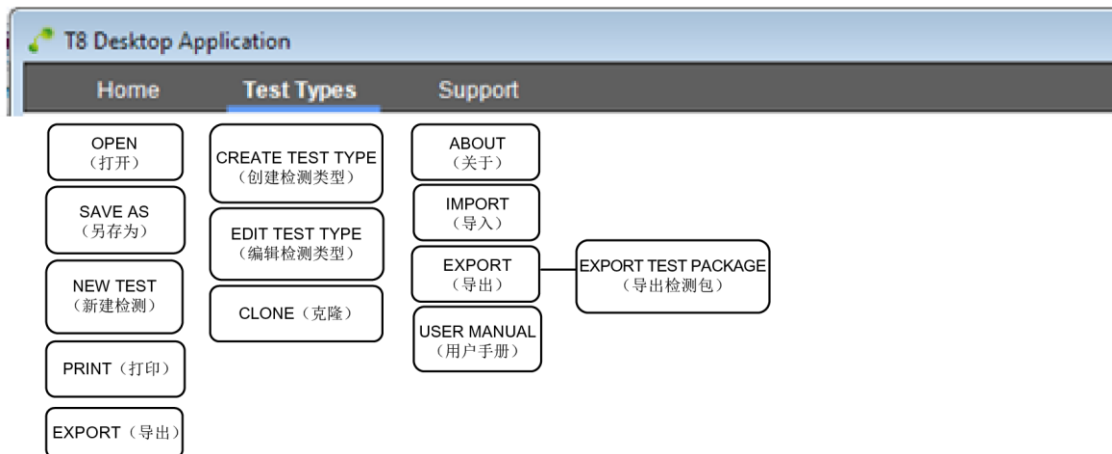 T8 Desktop Application
Home Test Types Support
OPEN
（打开）
SAVE AS
（另存为）
NEW TEST
（新建检测）
PRINT（打印）
EXPORT（导出）
CREATE TEST TYPE
（创建检测类型）
EDIT TEST TYPE
（编辑检测类型）
CLONE（克隆）
ABOUT
（关于）
IMPORT
（导入）
EXPORT
（导出）
USER MANUAL
（用户手册）
EXPORT TEST PACKAGE
（导出检测包）